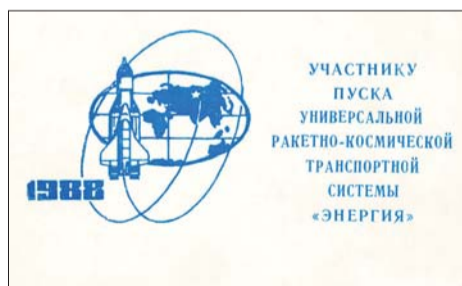 УЧАСТНИКУ
ПУСКА
УНИВЕРСАЛЬНОЙ
РАКЕТНО-КОСМИЧЕСКОЙ
ТРАНСПОРТНОЙ
СИСТЕМЫ
«ЭНЕРГИЯ»
1988